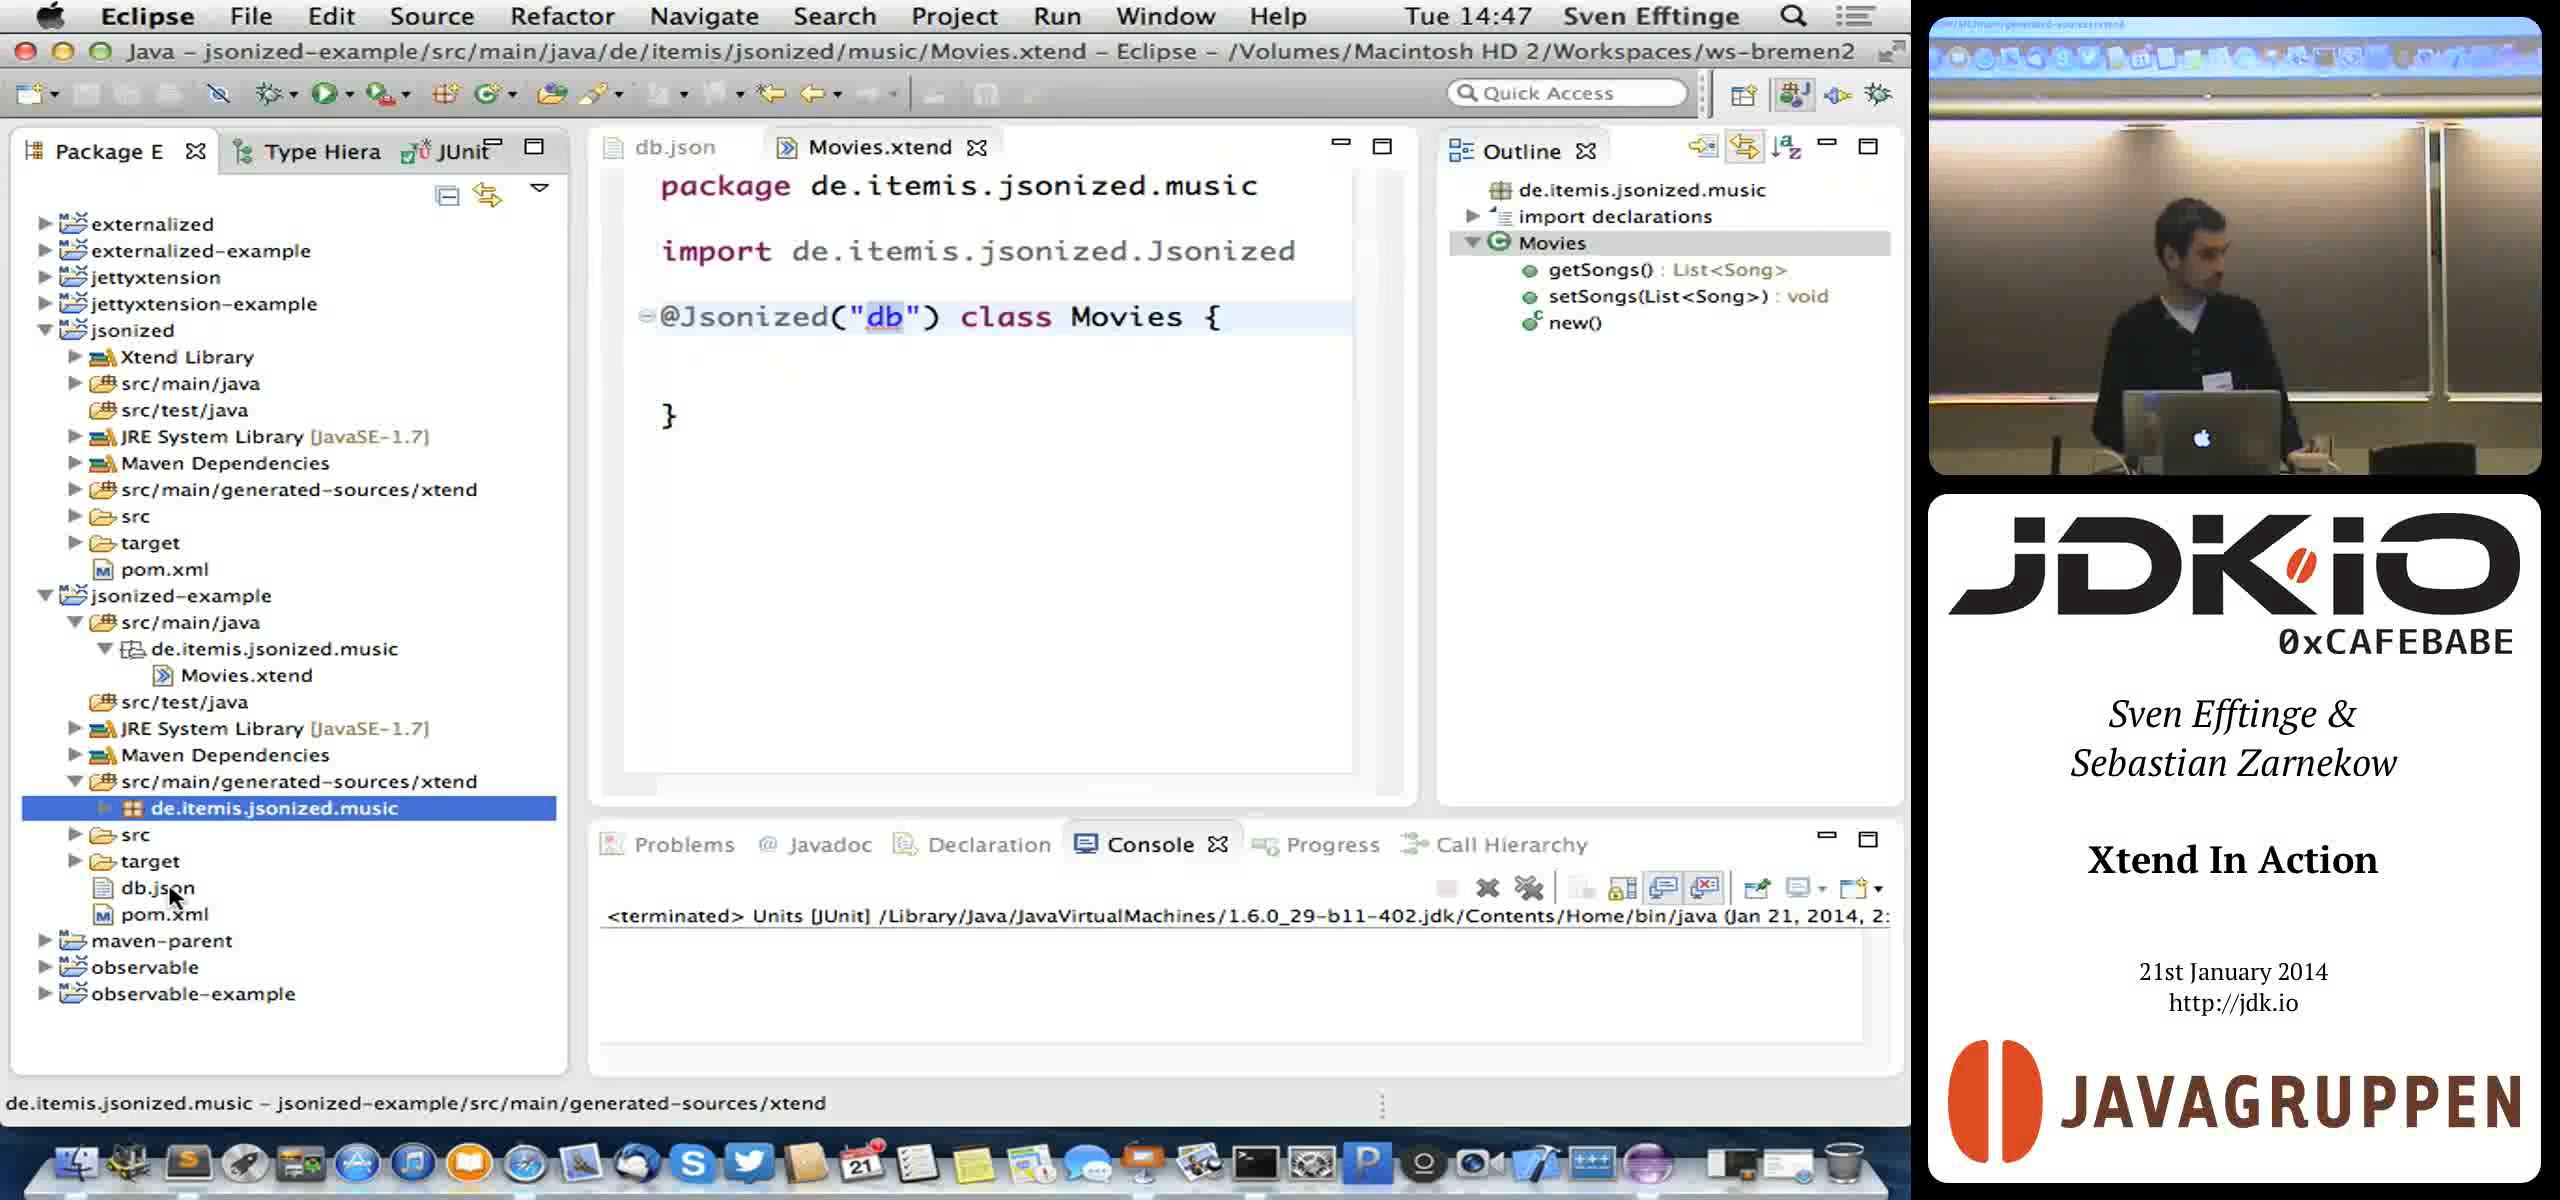 Eclipse File Edit Source Refactor Navigate Search Project Run Window Help Tue 14:47 Sven Efftinge
Java – jsonized-example/src/main/java/de/itemis/jsonized/music/Movies.xtend – Eclipse – /Volumes/Macintosh HD 2/Workspaces/ws-bremen2
Quick Access
Package E
Type Hiera
JUnit
externalized
externalized-example
jettyxtension
jettyxtension-example
jsonized
Xtend Library
src/main/java
src/test/java
JRE System Library [JavaSE-1.7]
Maven Dependencies
src/main/generated-sources/xtend
src
target
pom.xml
jsonized-example
src/main/java
de.itemis.jsonized.music
Movies.xtend
src/test/java
JRE System Library [JavaSE-1.7]
Maven Dependencies
src/main/generated-sources/xtend
de.itemis.jsonized.music
src
target
db.json
pom.xml
maven-parent
observable
observable-example
db.json
Movies.xtend
package de.itemis.jsonized.music
import de.itemis.jsonized.Jsonized
@Jsonized("db") class Movies {
}
Outline
de.itemis.jsonized.music
import declarations
Movies
getSongs() : List<Song>
setSongs(List<Song>) : void
new()
Problems
Javadoc
Declaration
Console
Progress
Call Hierarchy
<terminated> Units [JUnit] /Library/Java/JavaVirtualMachines/1.6.0_29-b11-402.jdk/Contents/Home/bin/java (Jan 21, 2014, 2:
de.itemis.jsonized.music – jsonized-example/src/main/generated-sources/xtend
21
JDK.IO
0xCAFEBABE
Sven Efftinge &
Sebastian Zarnekow
Xtend In Action
21st January 2014
http://jdk.io
JAVAGRUPPEN